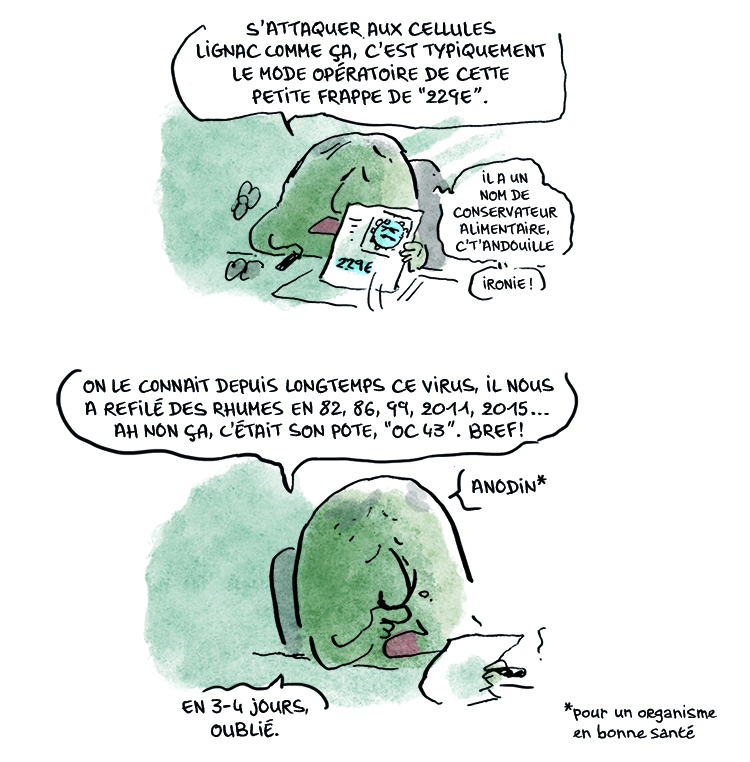 S'ATTAQUER AUX CELLULES
LIGNAC COMME ÇA, C'EST TYPIQUEMENT
LE MODE OPÉRATOIRE DE CETTE
PETITE FRAPPE DE "229E".
iL A UN
NOM DE
CONSERVATEUR
ALIMENTAIRE,
C'T'ANDOUILLE
iRONiE !
229E
ON LE CONNAIT DEPUIS LONGTEMPS CE VIRUS, IL NOUS
A REFILÉ DES RHUMES EN 82, 86, 99, 2011, 2015...
AH NON ÇA, C'ÉTAIT SON POTE, "OC 43". BREF!
ANODIN*
EN 3-4 JOURS,
OUBLIÉ.
*pour un organisme
en bonne santé